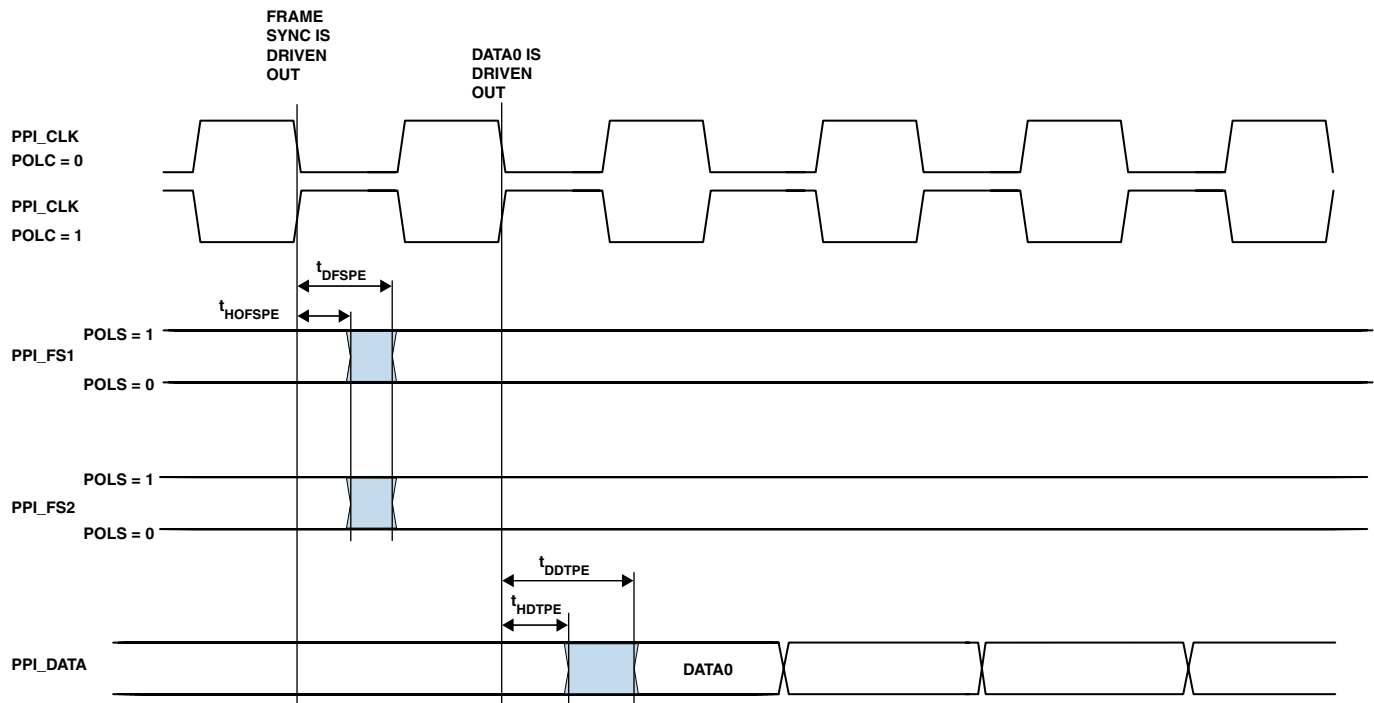 FRAME
SYNC IS
DRIVEN
OUT
DATA0 IS
DRIVEN
OUT
PPI_CLK
POLC = 0
PPI_CLK
POLC = 1
tDFSPE
tHOFSPE
POLS = 1
PPI_FS1
POLS = 0
POLS = 1
PPI_FS2
POLS = 0
tDDTPE
tHDTPE
PPI_DATA
DATA0